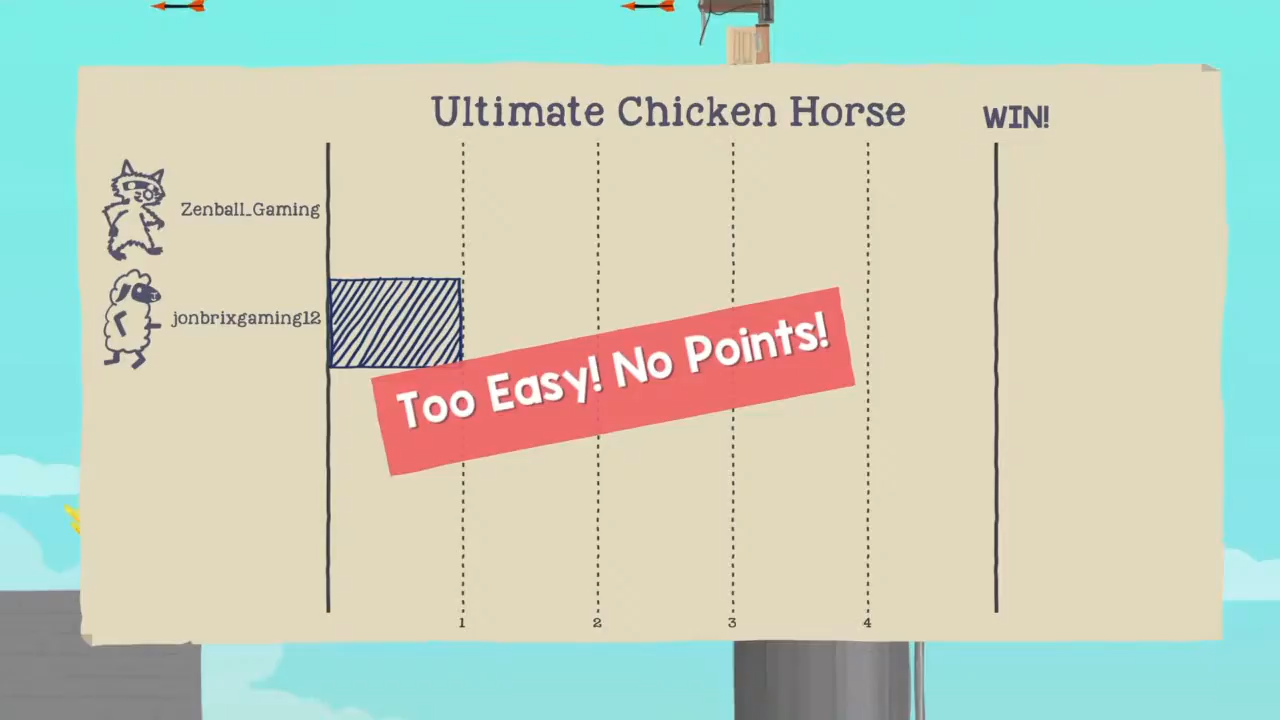 Ultimate Chicken Horse
WIN!
Zenball_Gaming
jonbrixgaming12
Too Easy! No Points!
1 2 3 4